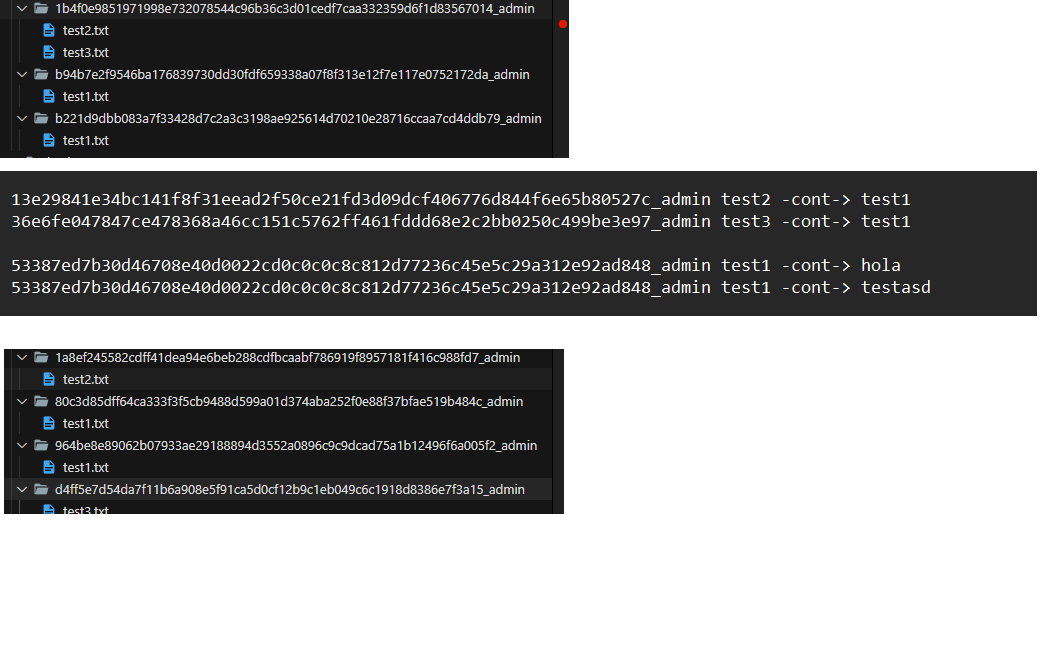 1b4f0e9851971998e732078544c96b36c3d01cedf7caa332359d6f1d83567014_admin
test2.txt
test3.txt
b94b7e2f9546ba176839730dd30fdf659338a07f8f313e12f7e117e0752172da_admin
test1.txt
b221d9dbb083a7f33428d7c2a3c3198ae925614d70210e28716ccaa7cd4ddb79_admin
test1.txt
13e29841e34bc141f8f31eead2f50ce21fd3d09dcf406776d844f6e65b80527c_admin test2 -cont-> test1
36e6fe047847ce478368a46cc151c5762ff461fddd68e2c2bb0250c499be3e97_admin test3 -cont-> test1
53387ed7b30d46708e40d0022cd0c0c0c8c812d77236c45e5c29a312e92ad848_admin test1 -cont-> hola
53387ed7b30d46708e40d0022cd0c0c0c8c812d77236c45e5c29a312e92ad848_admin test1 -cont-> testasd
1a8ef245582cdff41dea94e6beb288cdfbcaabf786919f8957181f416c988fd7_admin
test2.txt
80c3d85dff64ca333f3f5cb9488d599a01d374aba252f0e88f37bfae519b484c_admin
test1.txt
964be8e89062b07933ae29188894d3552a0896c9c9dcad75a1b12496f6a005f2_admin
test1.txt
d4ff5e7d54da7f11b6a908e5f91ca5d0cf12b9c1eb049c6c1918d8386e7f3a15_admin
test3.txt